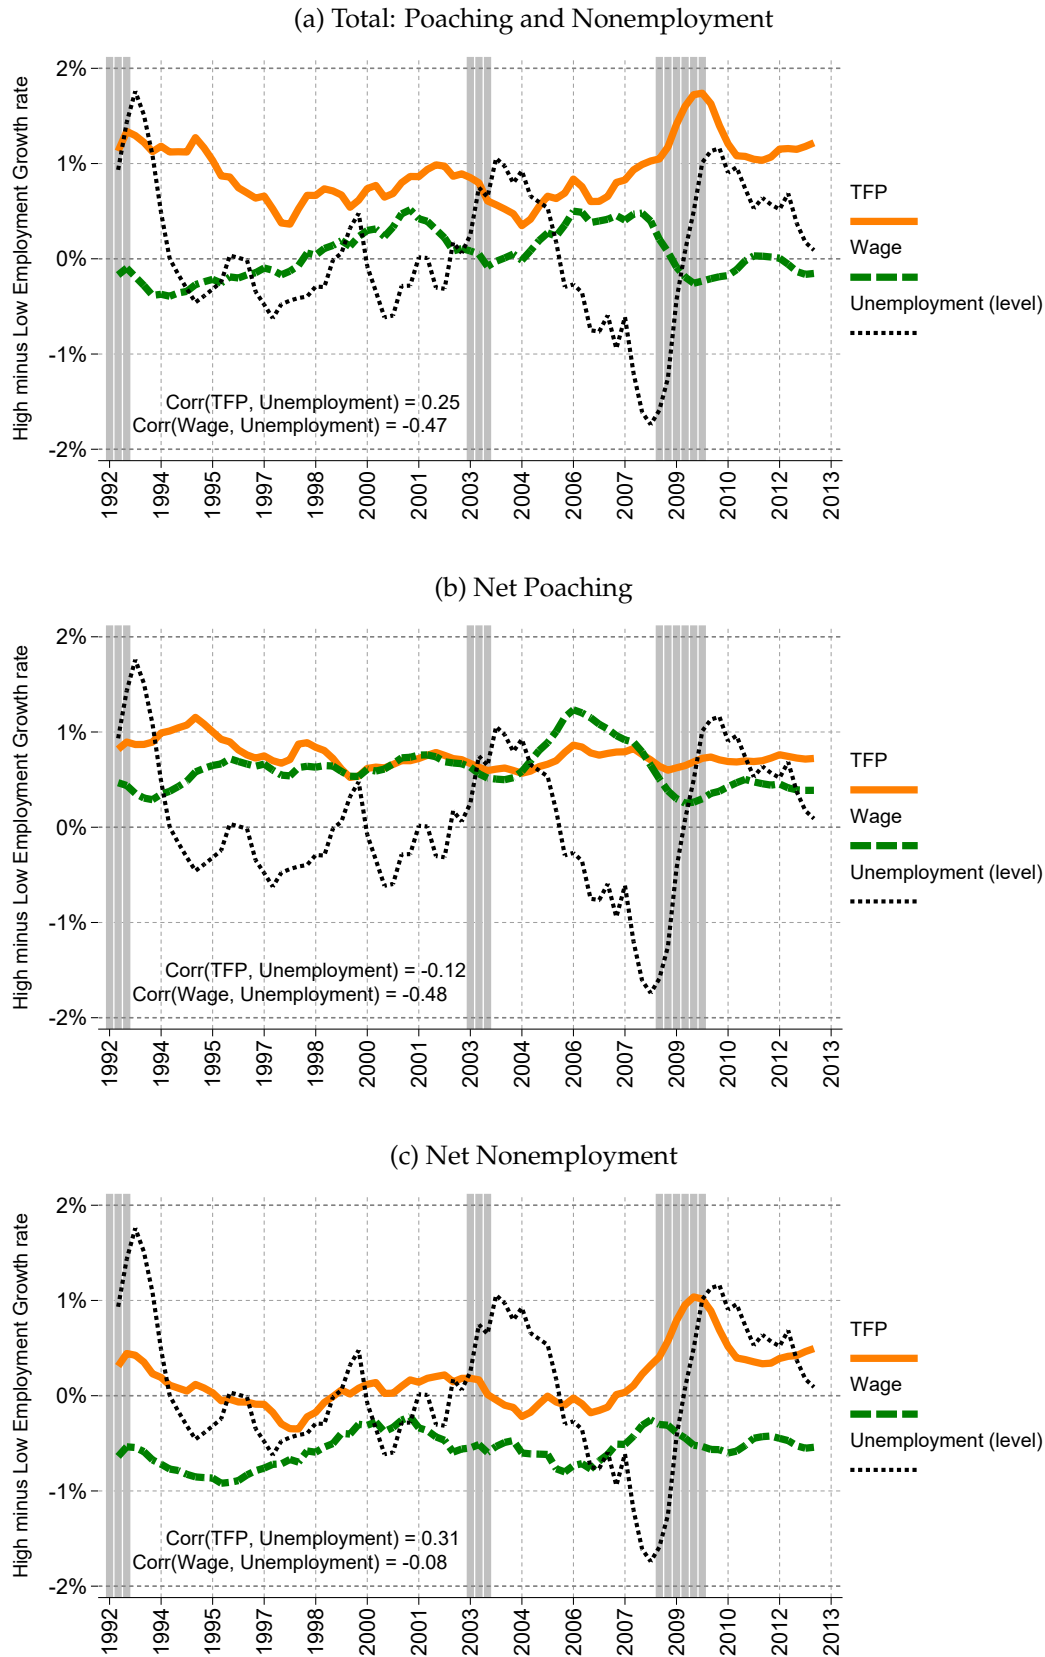 (a) Total: Poaching and Nonemployment
High minus Low Employment Growth rate
2%
1%
0%
-1%
-2%
Corr(TFP, Unemployment) = 0.25
Corr(Wage, Unemployment) = -0.47
1992
1994
1995
1997
1998
2000
2001
2003
2004
2006
2007
2009
2010
2012
2013
TFP
Wage
Unemployment (level)
(b) Net Poaching
High minus Low Employment Growth rate
2%
1%
0%
-1%
-2%
Corr(TFP, Unemployment) = -0.12
Corr(Wage, Unemployment) = -0.48
1992
1994
1995
1997
1998
2000
2001
2003
2004
2006
2007
2009
2010
2012
2013
TFP
Wage
Unemployment (level)
(c) Net Nonemployment
High minus Low Employment Growth rate
2%
1%
0%
-1%
-2%
Corr(TFP, Unemployment) = 0.31
Corr(Wage, Unemployment) = -0.08
1992
1994
1995
1997
1998
2000
2001
2003
2004
2006
2007
2009
2010
2012
2013
TFP
Wage
Unemployment (level)